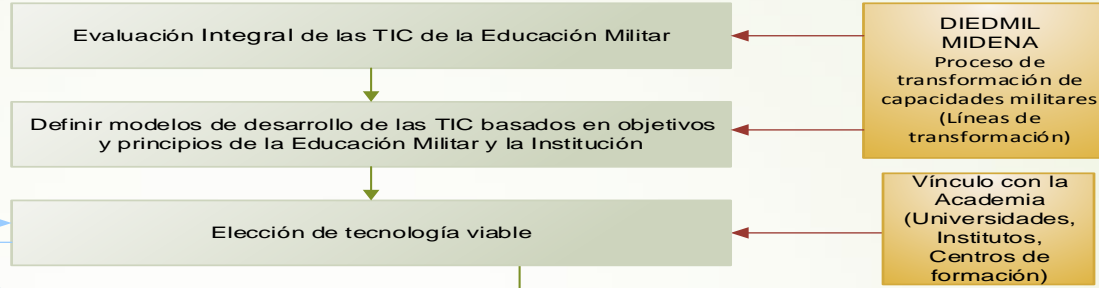 Evaluación Integral de las TIC de la Educación Militar
DIEDMIL
MIDENA
Proceso de
transformación de
capacidades militares
(Líneas de
transformación)
Definir modelos de desarrollo de las TIC basados en objetivos
y principios de la Educación Militar y la Institución
Elección de tecnología viable
Vínculo con la
Academia
(Universidades,
Institutos,
Centros de
formación)